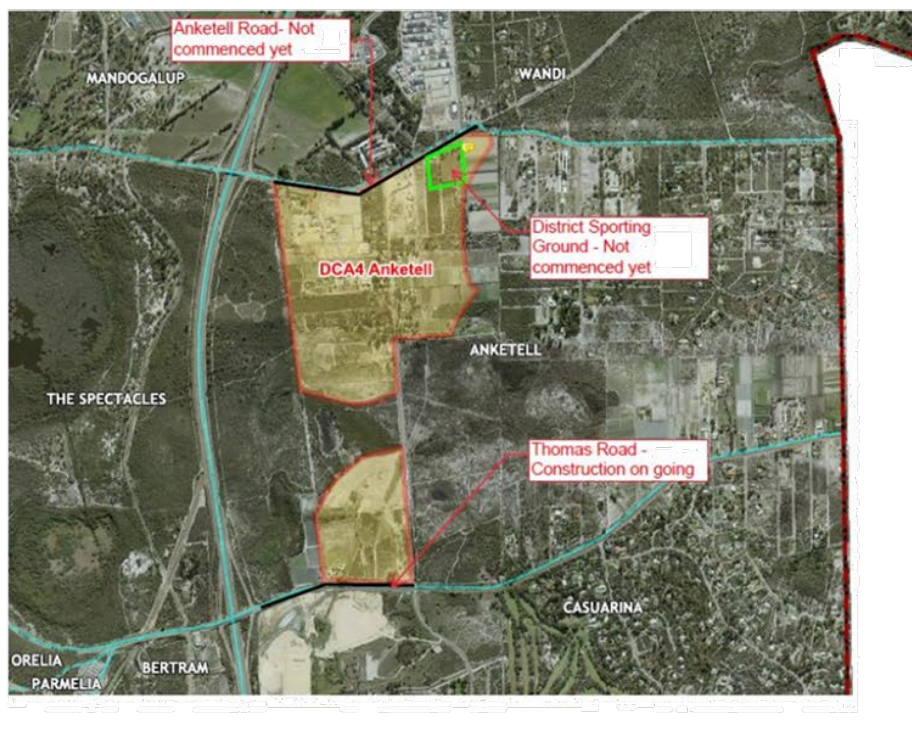 Anketell Road- Not
commenced yet
MANDOGALUP
WANDI
District Sporting
Ground - Not
commenced yet
DCA4 Anketell
ANKETELL
THE SPECTACLES
Thomas Road -
Construction on going
CASUARINA
ORELIA
BERTRAM
PARMELIA